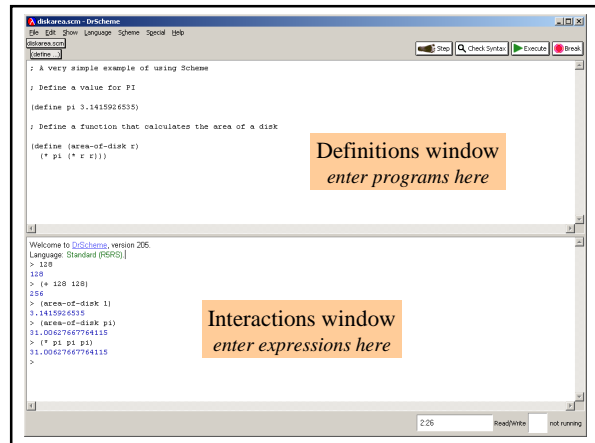 diskarea.scm - DrScheme
File Edit Show Language Scheme Special Help
diskarea.scm
(define ...)
Step Check Syntax Execute Break
; A very simple example of using Scheme
; Define a value for PI
(define pi 3.1415926535)
; Define a function that calculates the area of a disk
(define (area-of-disk r)
(* pi (* r r)))
Definitions window
enter programs here
Welcome to DrScheme, version 205.
Language: Standard (R5RS).
> 128
128
> (+ 128 128)
256
> (area-of-disk 1)
3.1415926535
> (area-of-disk pi)
31.00627667764115
> (* pi pi pi)
31.00627667764115
>
Interactions window
enter expressions here
2:26 Read/Write not running